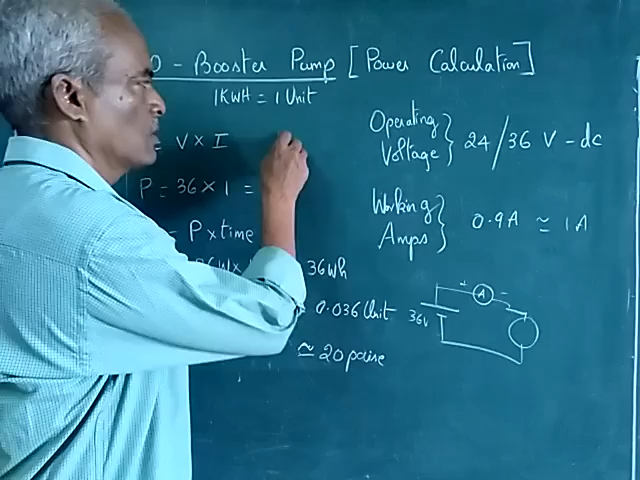 O - Booster Pump [Power Calculation]
1KWH = 1 Unit
= V X I
P = 36 X 1 =
= P x time
36Wh
0.036 Unit
≃ 20 paise
Operating Voltage } 24/36 V - dc
Working Amps } 0.9A ≃ 1A
+ A -
36v